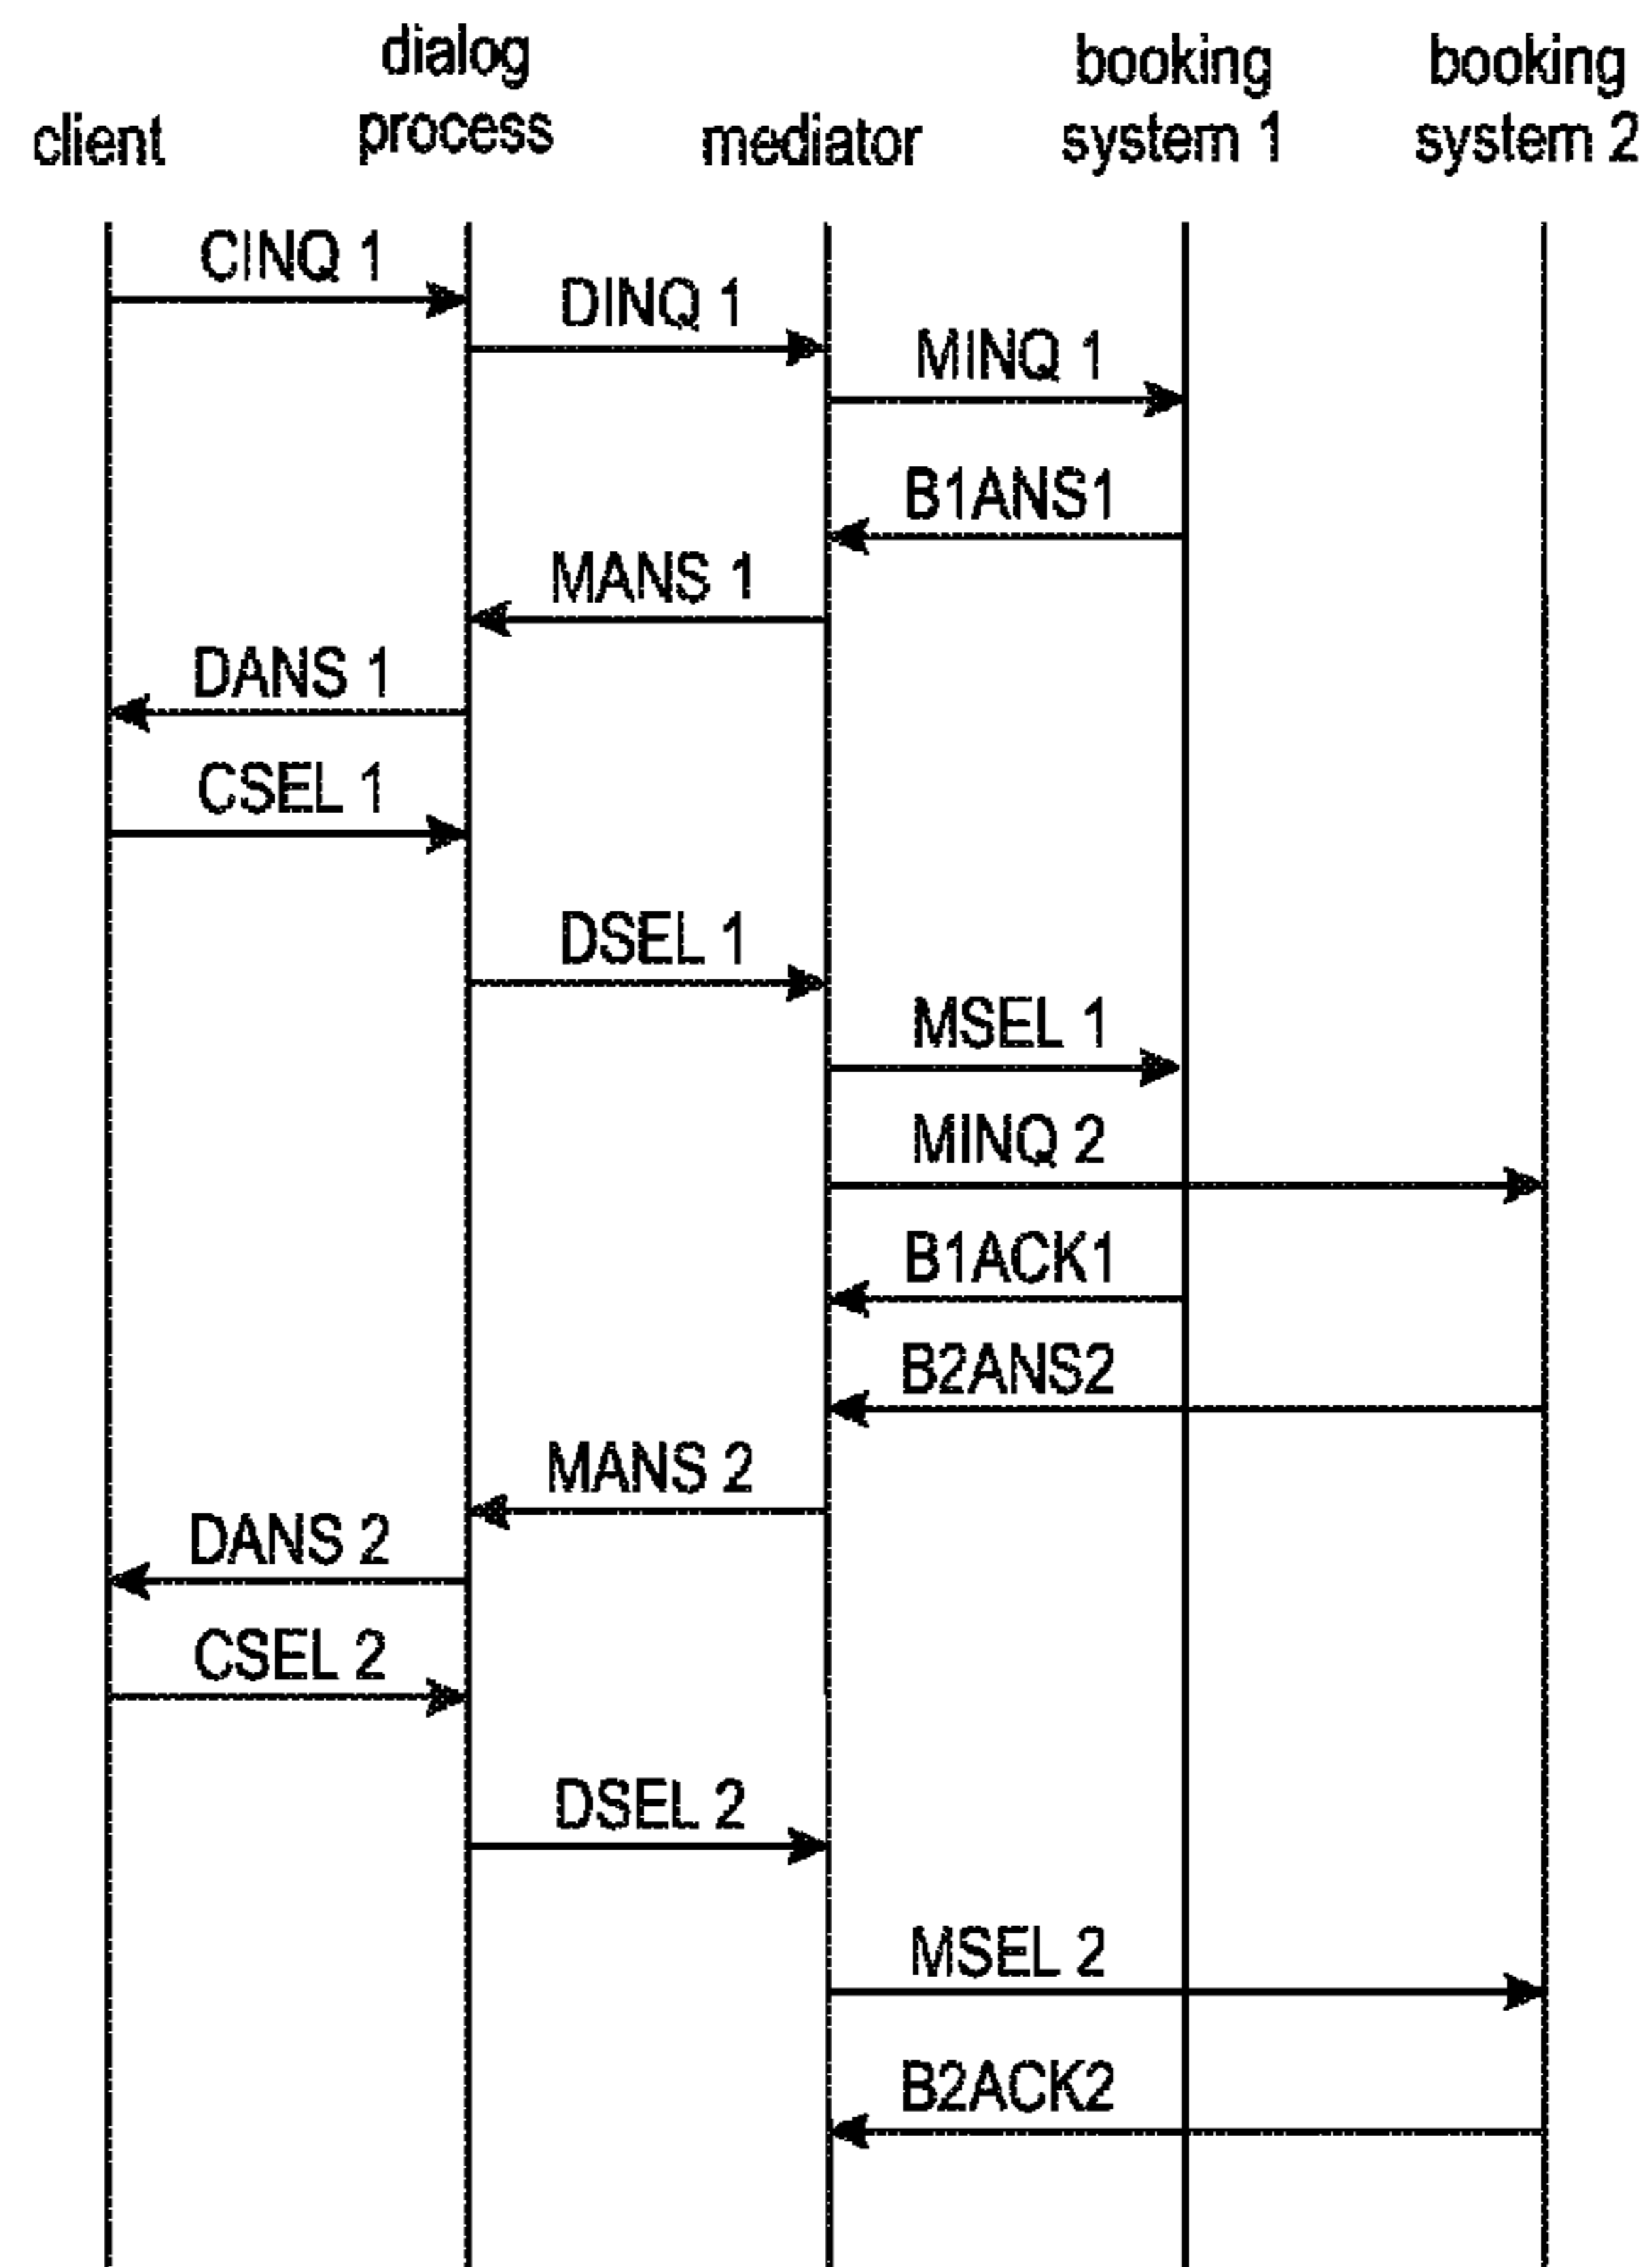 client
dialog
process
mediator
booking
system 1
booking
system 2
CINQ 1
DINQ 1
MINQ 1
B1ANS1
MANS 1
DANS 1
CSEL 1
DSEL 1
MSEL 1
MINQ 2
B1ACK1
B2ANS2
MANS 2
DANS 2
CSEL 2
DSEL 2
MSEL 2
B2ACK2